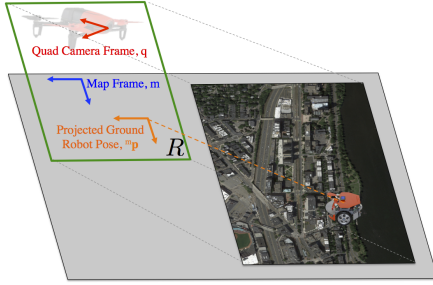 Quad Camera Frame, q
Map Frame, m
Projected Ground
Robot Pose, ᵐp
R